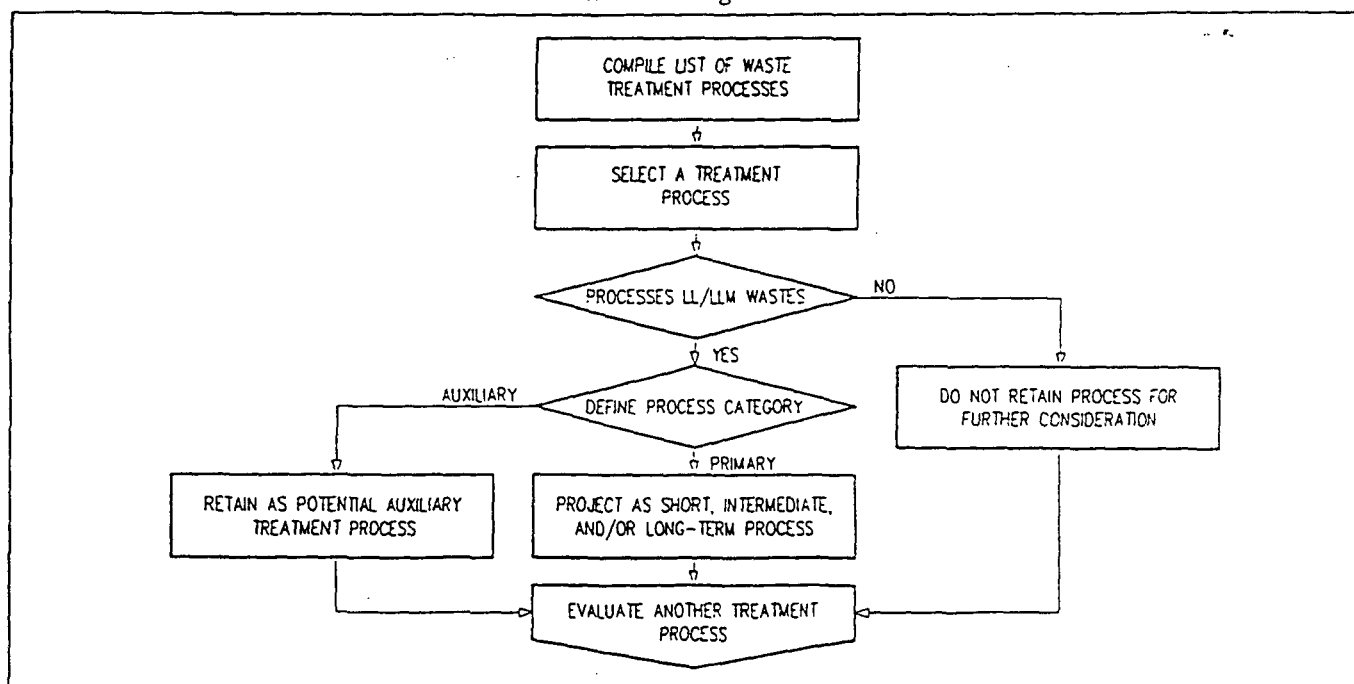 COMPILE LIST OF WASTE
TREATMENT PROCESSES
SELECT A TREATMENT
PROCESS
PROCESSES LL/LLM WASTES
NO
YES
AUXILIARY
DEFINE PROCESS CATEGORY
DO NOT RETAIN PROCESS FOR
FURTHER CONSIDERATION
PRIMARY
RETAIN AS POTENTIAL AUXILIARY
TREATMENT PROCESS
PROJECT AS SHORT, INTERMEDIATE,
AND/OR LONG-TERM PROCESS
EVALUATE ANOTHER TREATMENT
PROCESS